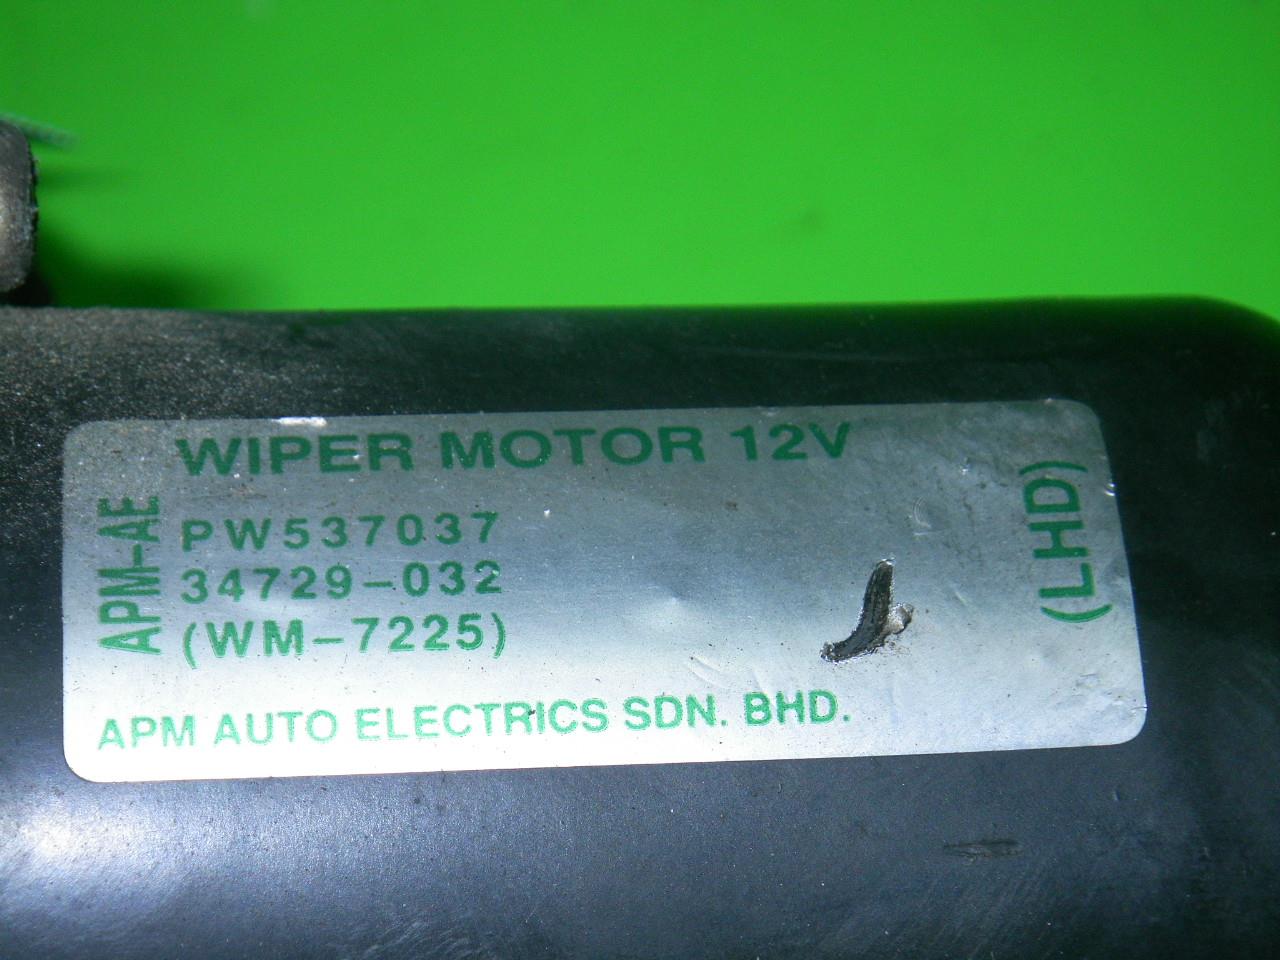 WIPER MOTOR 12V
APM-AE
PW537037
34729-032
(WM-7225)
(LHD)
APM AUTO ELECTRICS SDN. BHD.